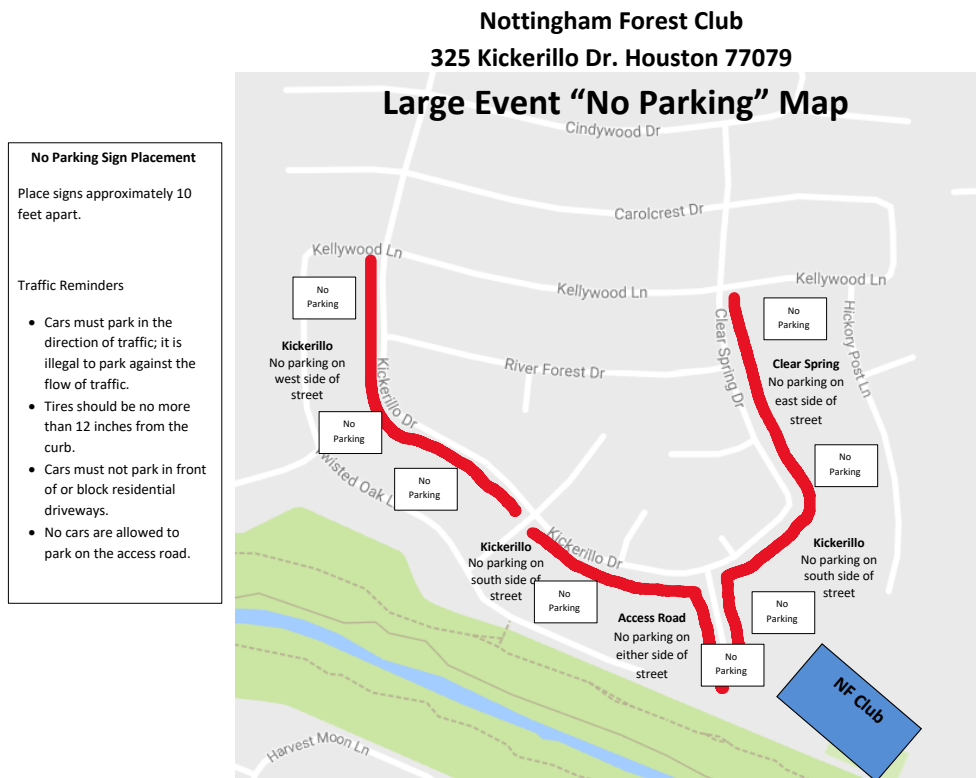 Nottingham Forest Club
325 Kickerillo Dr. Houston 77079
Large Event “No Parking” Map
No Parking Sign Placement
Place signs approximately 10
feet apart.
Traffic Reminders
• Cars must park in the
direction of traffic; it is
illegal to park against the
flow of traffic.
• Tires should be no more
than 12 inches from the
curb.
• Cars must not park in front
of or block residential
driveways.
• No cars are allowed to
park on the access road.
Cindywood Dr
Carolcrest Dr
Kellywood Ln
Kellywood Ln
Kellywood Ln
No
Parking
No
Parking
Hickory Post Ln
Clear Spring Dr
Kickerillo
No parking on
west side of
street
Kickerillo Dr
River Forest Dr
Clear Spring
No parking on
east side of
street
No
Parking
No
Parking
No
Parking
Twisted Oak L
Kickerillo
No parking on
south side of
street
Kickerillo Dr
Kickerillo
No parking on
south side of
street
No
Parking
No
Parking
Access Road
No parking on
either side of
street
No
Parking
NF Club
Harvest Moon Ln